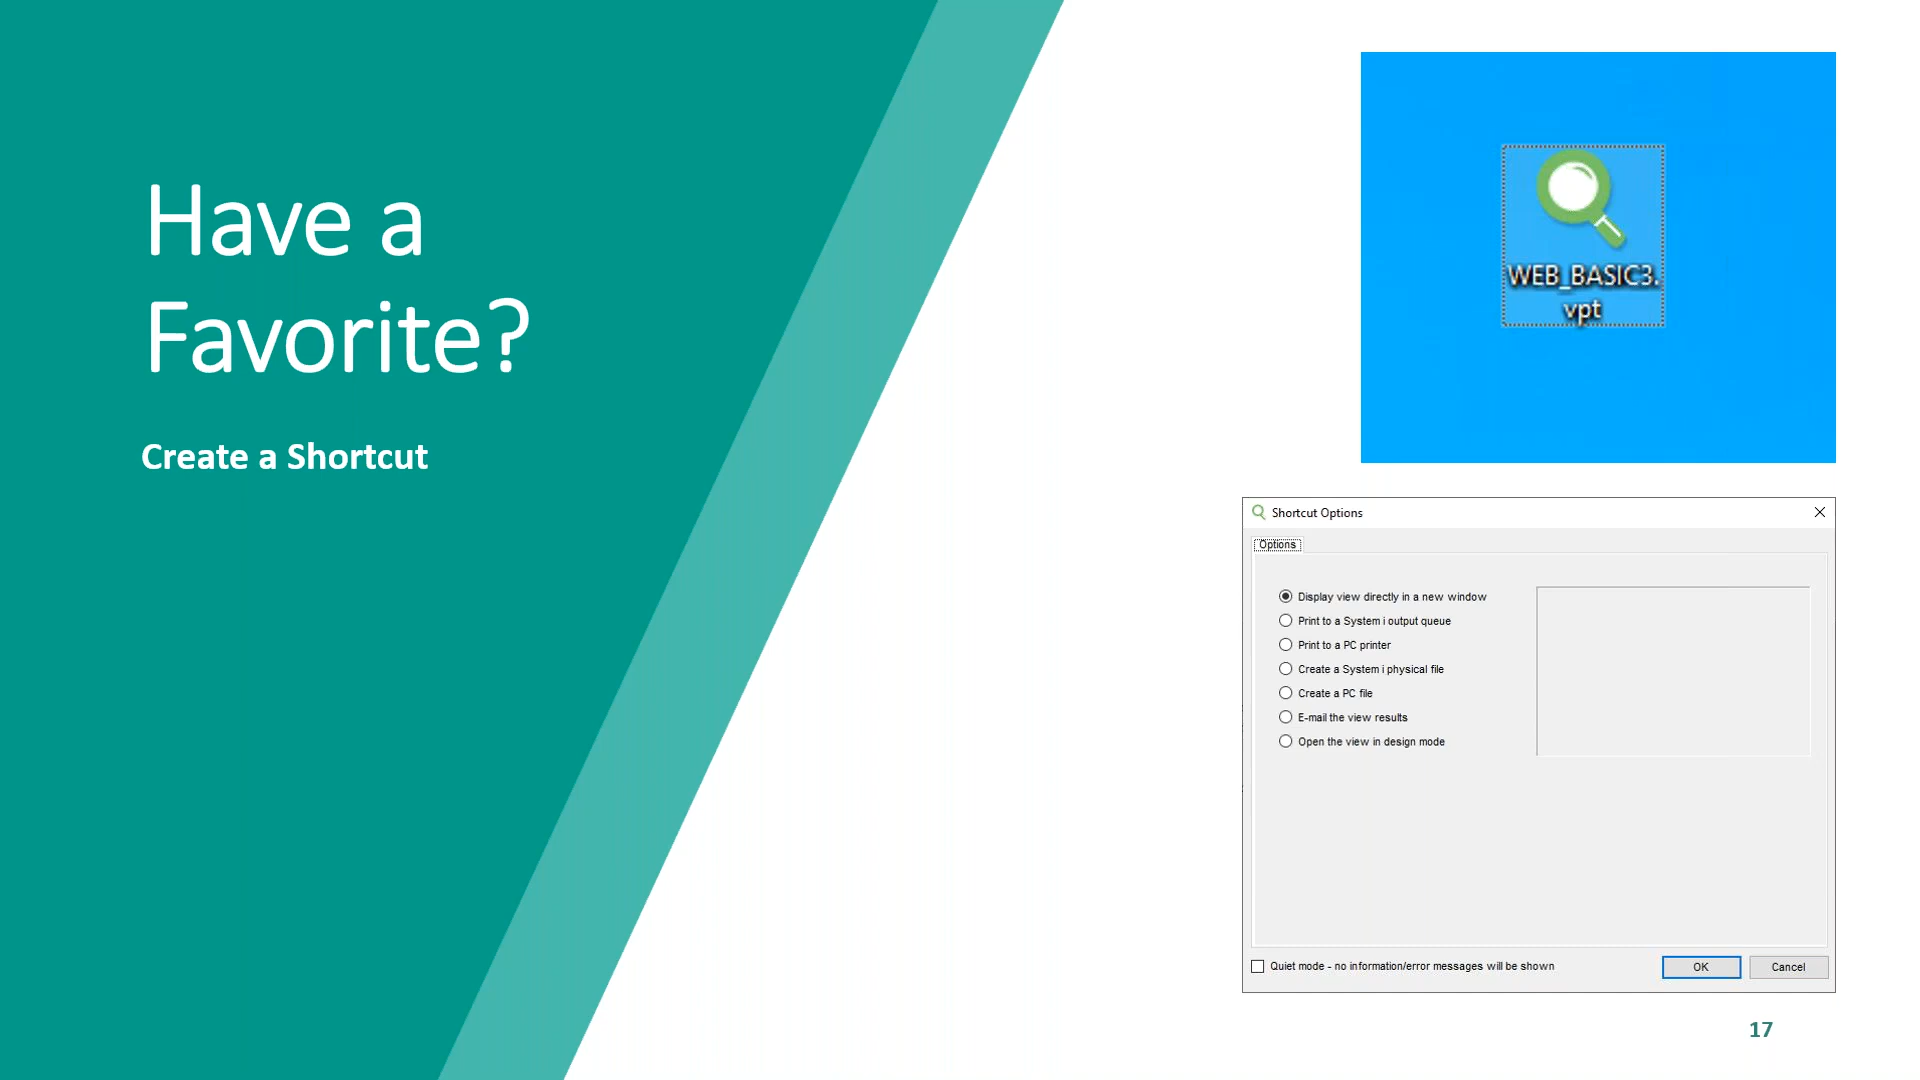 Have a
Favorite?
Create a Shortcut
WEB_BASIC3.
vpt
Shortcut Options
Options
Display view directly in a new window
Print to a System i output queue
Print to a PC printer
Create a System i physical file
Create a PC file
E-mail the view results
Open the view in design mode
Quiet mode - no information/error messages will be shown
OK
Cancel
17